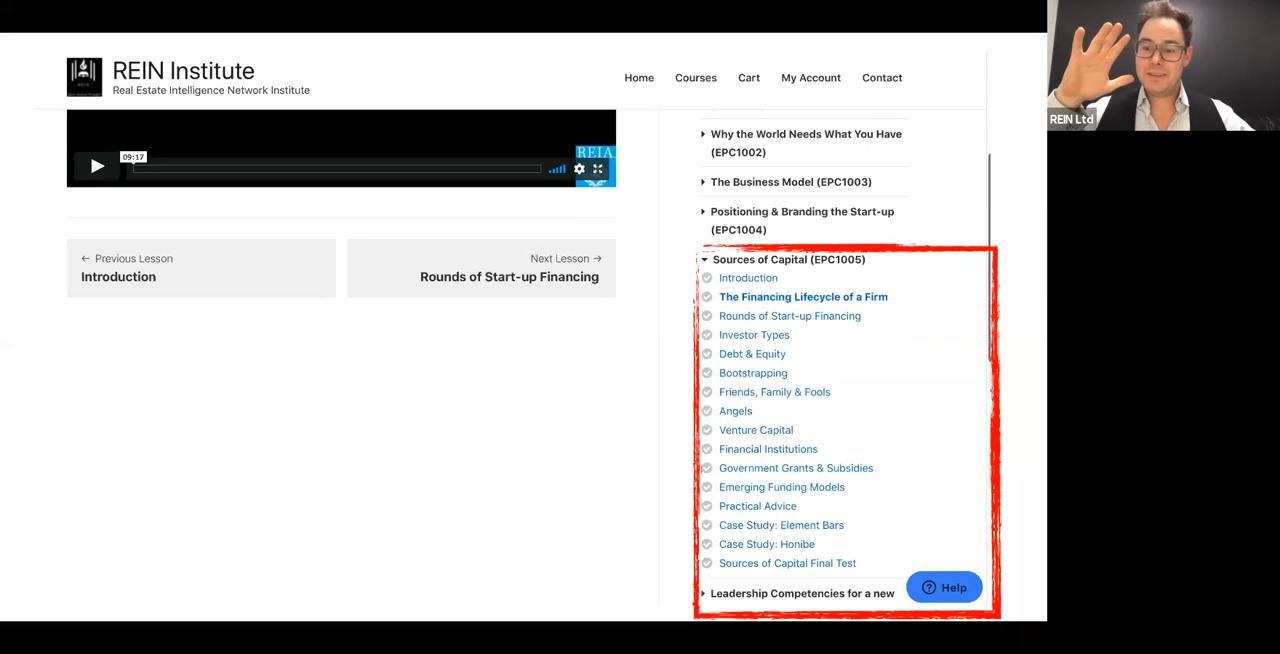 REIN Institute
Real Estate Intelligence Network Institute
Home Courses Cart My Account Contact
REIN Ltd
09:17
REIA
← Previous Lesson
Introduction
Next Lesson →
Rounds of Start-up Financing
Why the World Needs What You Have
(EPC1002)
The Business Model (EPC1003)
Positioning & Branding the Start-up
(EPC1004)
Sources of Capital (EPC1005)
Introduction
The Financing Lifecycle of a Firm
Rounds of Start-up Financing
Investor Types
Debt & Equity
Bootstrapping
Friends, Family & Fools
Angels
Venture Capital
Financial Institutions
Government Grants & Subsidies
Emerging Funding Models
Practical Advice
Case Study: Element Bars
Case Study: Honibe
Sources of Capital Final Test
Leadership Competencies for a new
Help